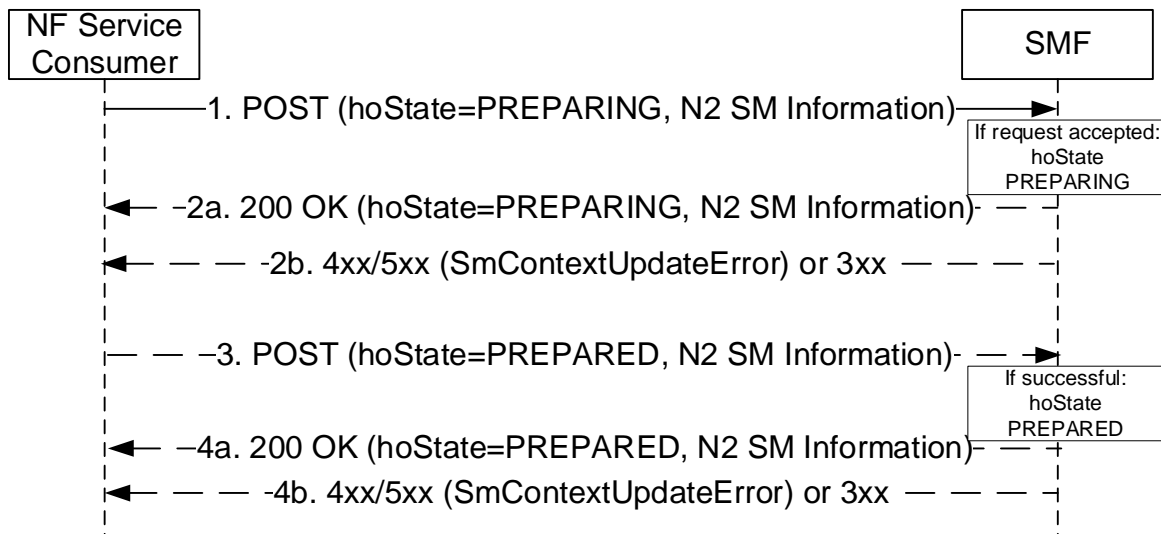 NF Service
Consumer
SMF
1. POST (hoState=PREPARING, N2 SM Information)
If request accepted:
hoState
PREPARING
2a. 200 OK (hoState=PREPARING, N2 SM Information)
2b. 4xx/5xx (SmContextUpdateError) or 3xx
3. POST (hoState=PREPARED, N2 SM Information)
If successful:
hoState
PREPARED
4a. 200 OK (hoState=PREPARED, N2 SM Information)
4b. 4xx/5xx (SmContextUpdateError) or 3xx